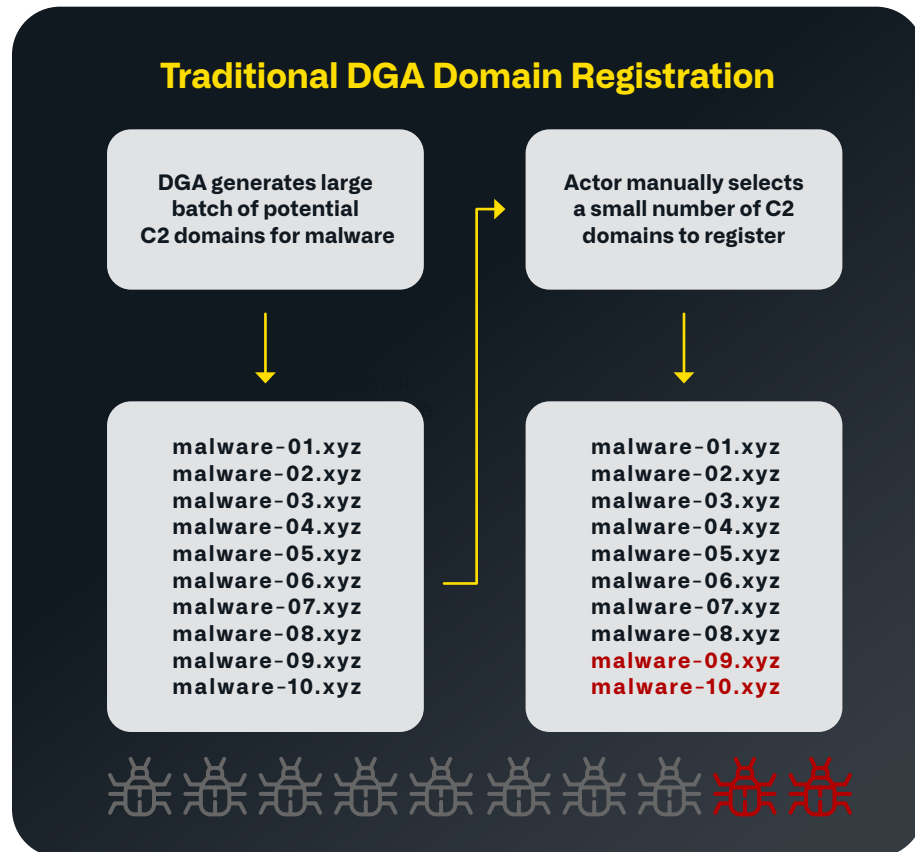 Traditional DGA Domain Registration
DGA generates large
batch of potential
C2 domains for malware
malware-01.xyz
malware-02.xyz
malware-03.xyz
malware-04.xyz
malware-05.xyz
malware-06.xyz
malware-07.xyz
malware-08.xyz
malware-09.xyz
malware-10.xyz
Actor manually selects
a small number of C2
domains to register
malware-01.xyz
malware-02.xyz
malware-03.xyz
malware-04.xyz
malware-05.xyz
malware-06.xyz
malware-07.xyz
malware-08.xyz
malware-09.xyz
malware-10.xyz